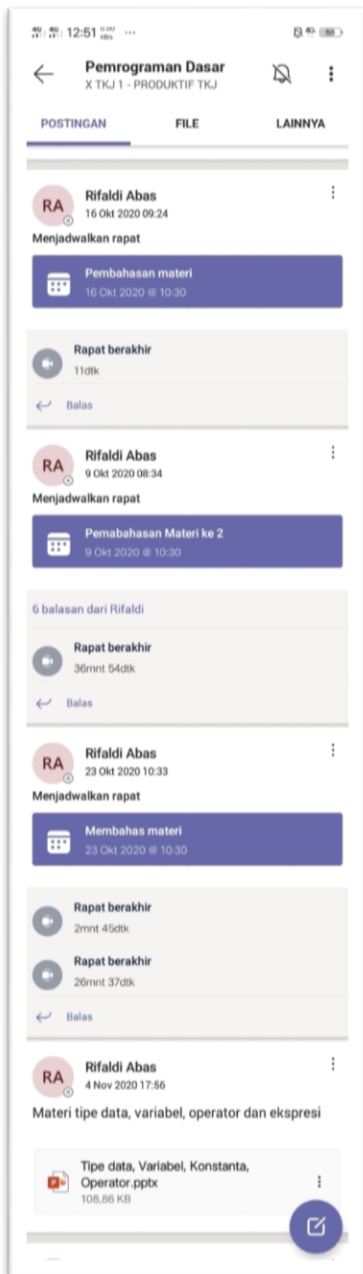 12:51
Pemrograman Dasar
X TKJ 1 - PRODUKTIF TKJ
POSTINGAN FILE LAINNYA
RA
Rifaldi Abas
16 Okt 2020 09:24
Menjadwalkan rapat
Pembahasan materi
16 Okt 2020 @ 10:30
Rapat berakhir
11dtk
Balas
RA
Rifaldi Abas
9 Okt 2020 08:34
Menjadwalkan rapat
Pemabahasan Materi ke 2
9 Okt 2020 @ 10:30
6 balasan dari Rifaldi
Rapat berakhir
36mnt 54dtk
Balas
RA
Rifaldi Abas
23 Okt 2020 10:33
Menjadwalkan rapat
Membahas materi
23 Okt 2020 @ 10:30
Rapat berakhir
2mnt 45dtk
Rapat berakhir
26mnt 37dtk
Balas
RA
Rifaldi Abas
4 Nov 2020 17:56
Materi tipe data, variabel, operator dan ekspresi
Tipe data, Variabel, Konstanta,
Operator.pptx
108,86 KB